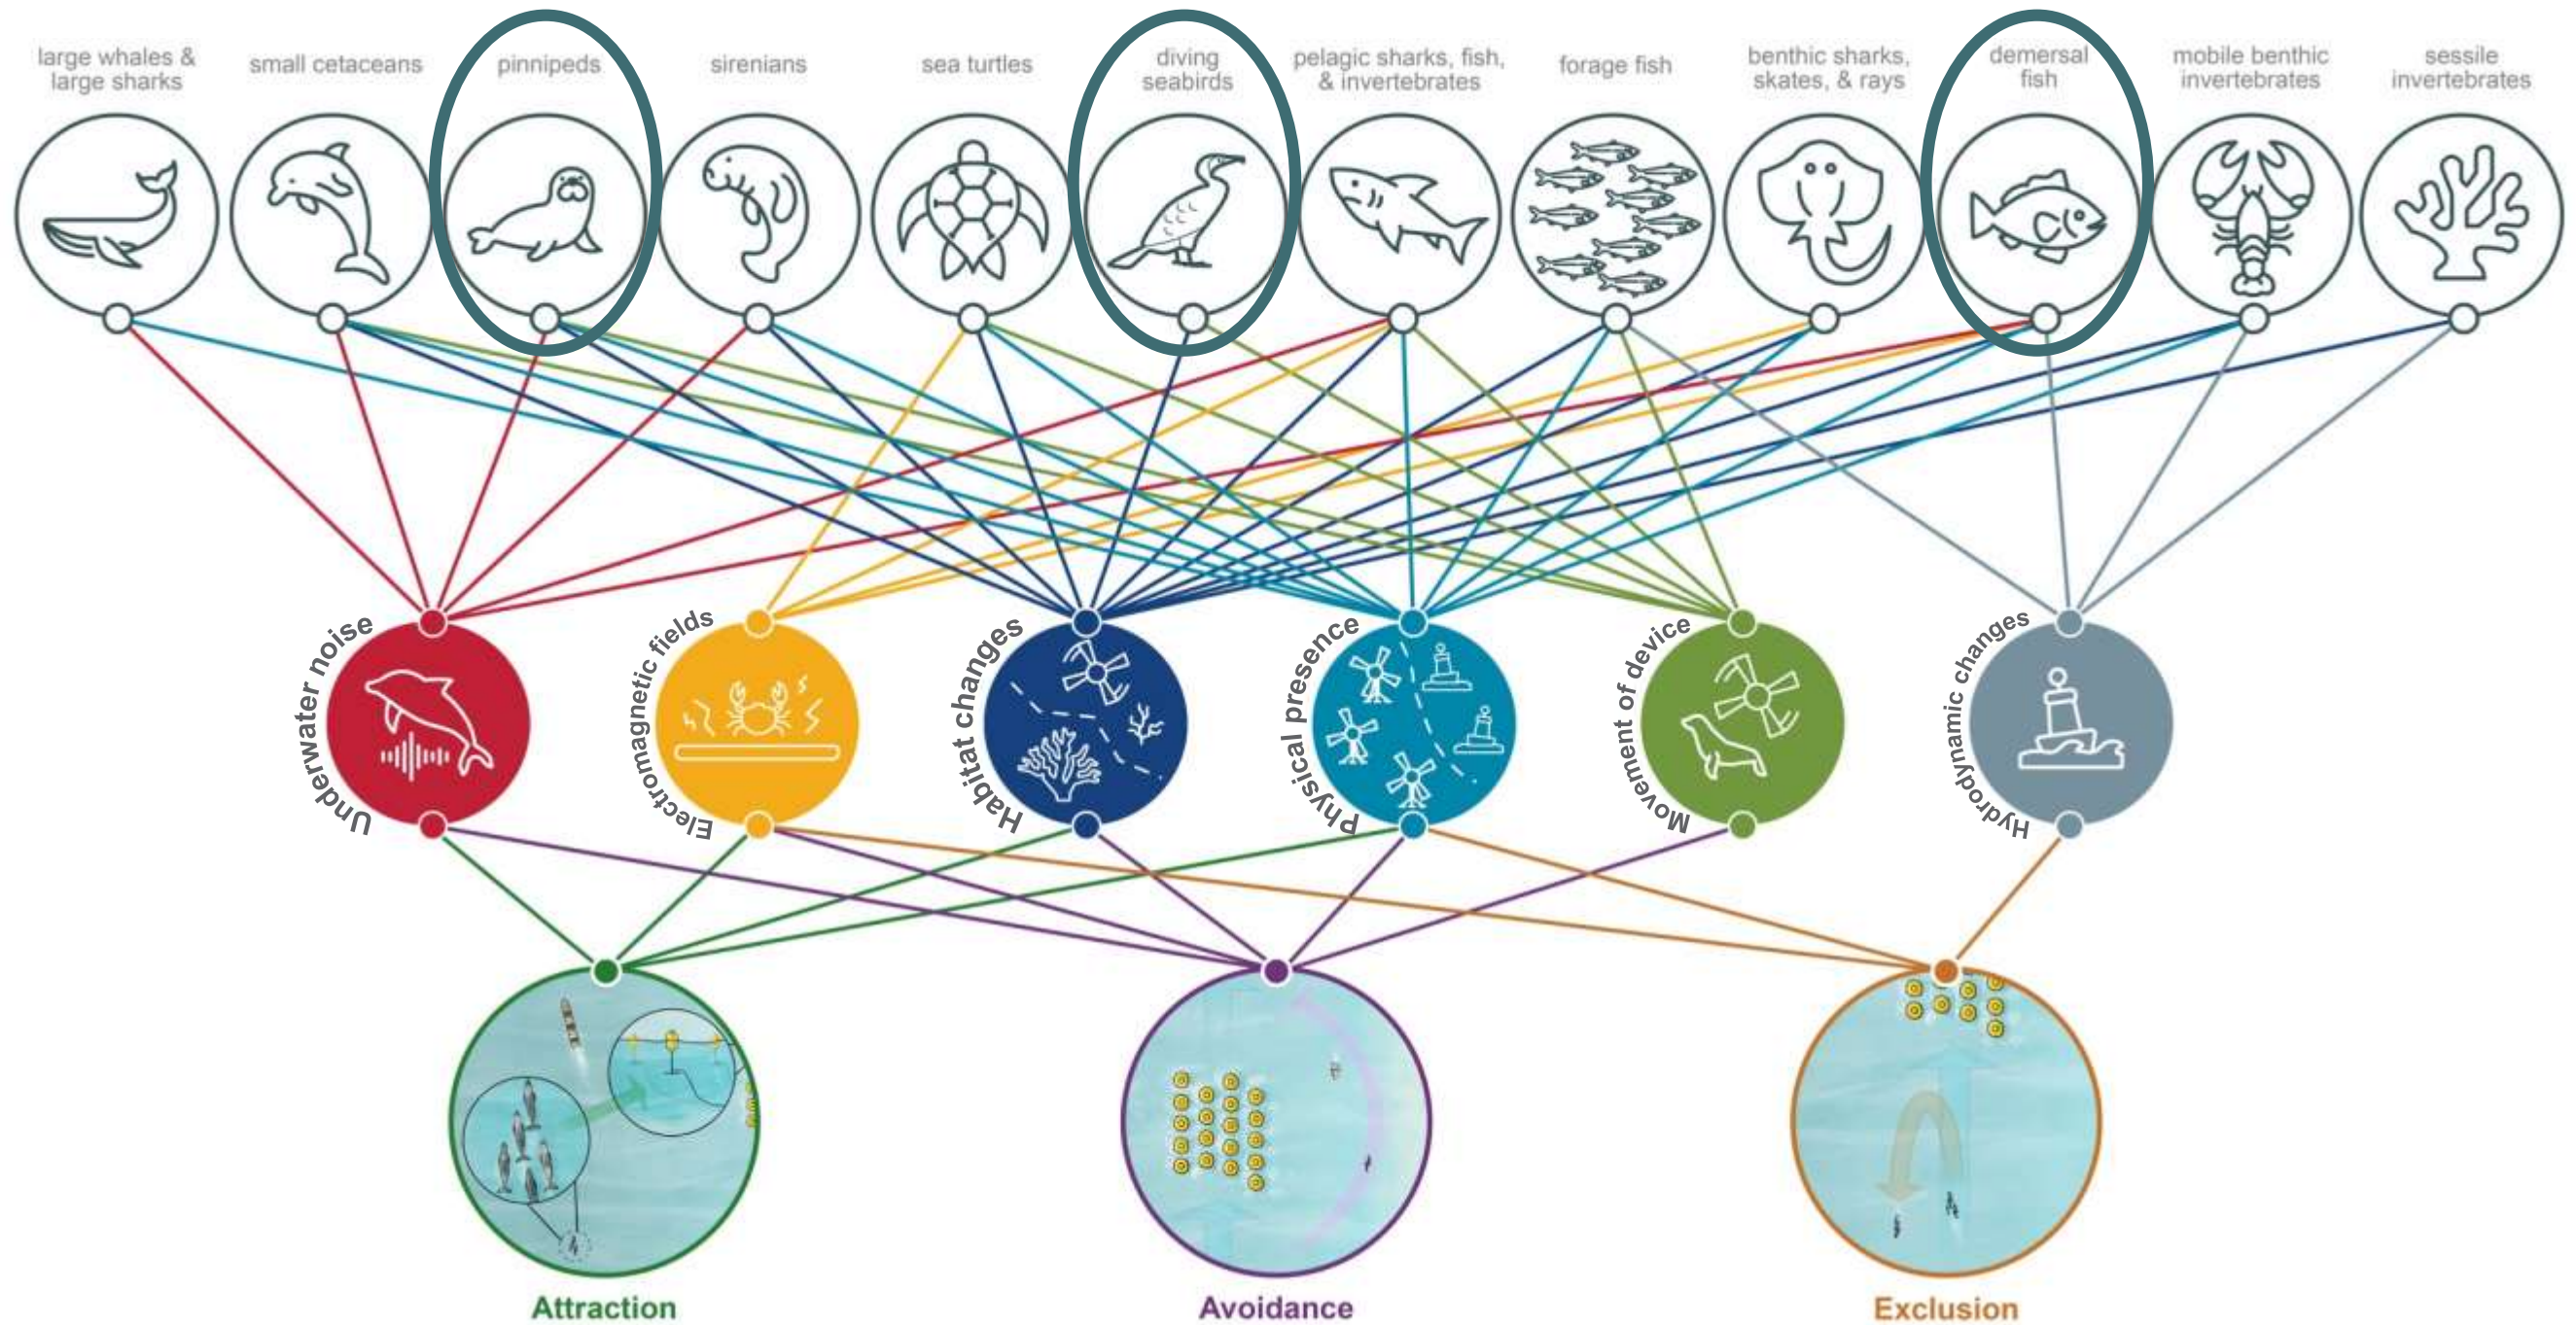 large whales &
large sharks
small cetaceans
pinnipeds
sirenians
sea turtles
diving
seabirds
pelagic sharks, fish,
& invertebrates
forage fish
benthic sharks,
skates, & rays
demersal
fish
mobile benthic
invertebrates
sessile
invertebrates
Underwater noise
Electromagnetic fields
Habitat changes
Physical presence
Movement of device
Hydrodynamic changes
Attraction
Avoidance
Exclusion